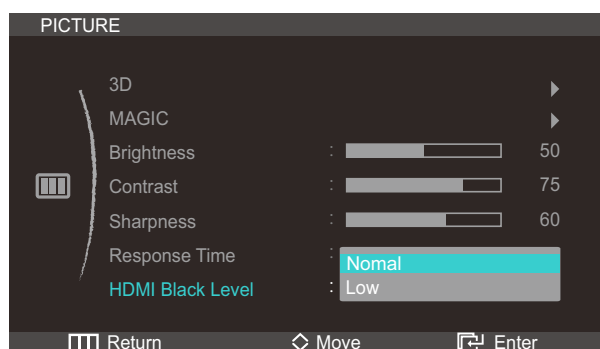 PICTURE
3D
MAGIC
Brightness : 50
Contrast : 75
Sharpness : 60
Response Time :
Nomal
HDMI Black Level : Low
Return Move Enter